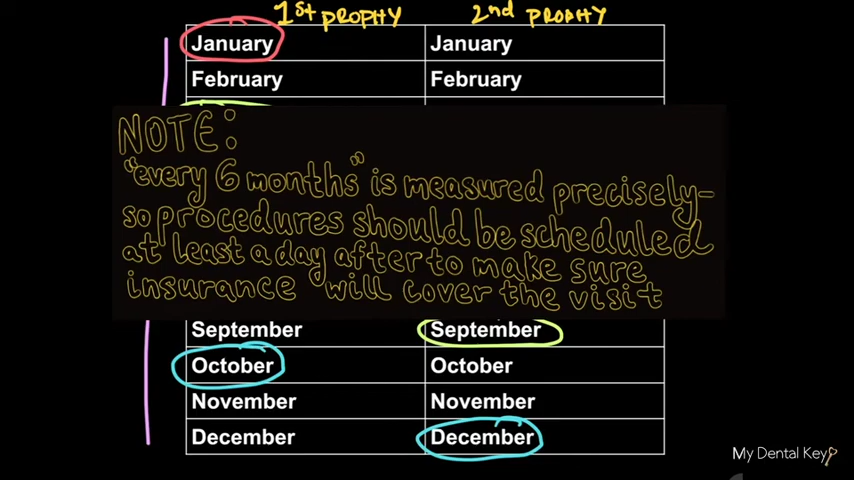 1st PROPHY 2nd PROPHY
January January
February February
NOTE:
"every 6 months" is measured precisely-
so procedures should be scheduled
at least a day after to make sure
insurance will cover the visit
September September
October October
November November
December December
My Dental Key